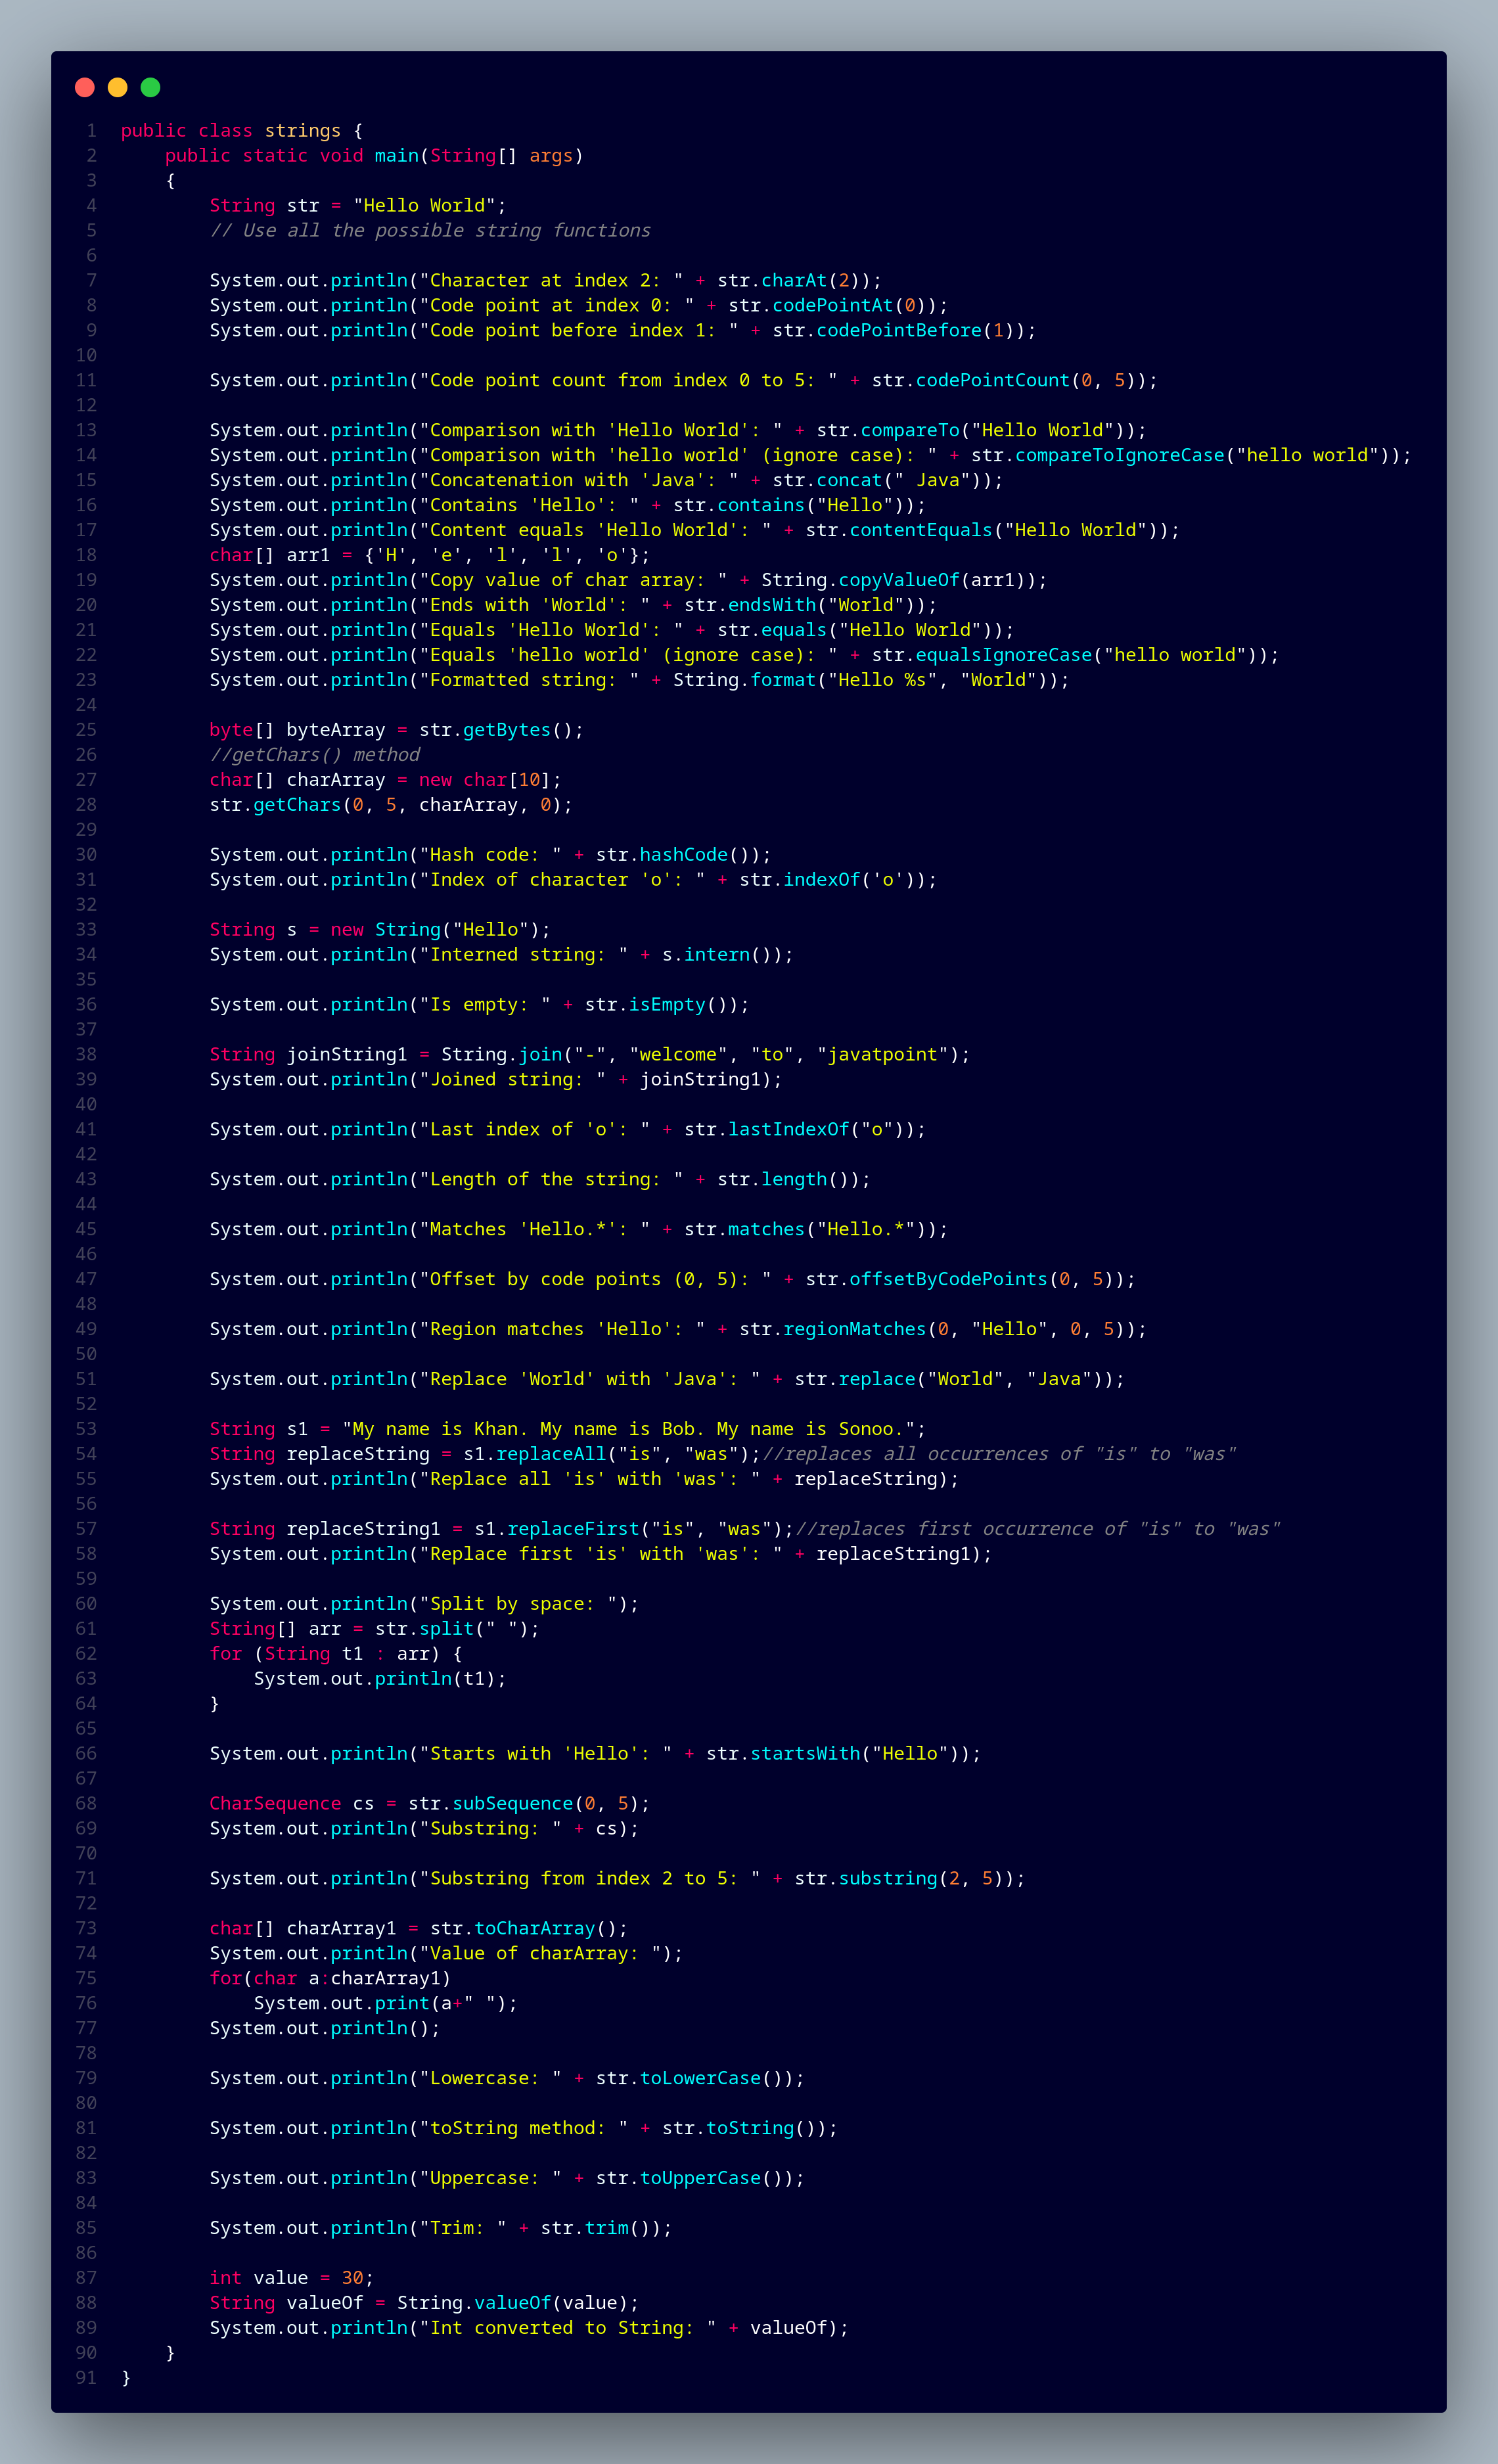 1 public class strings {
2     public static void main(String[] args)
3     {
4         String str = "Hello World";
5         // Use all the possible string functions
6
7         System.out.println("Character at index 2: " + str.charAt(2));
8         System.out.println("Code point at index 0: " + str.codePointAt(0));
9         System.out.println("Code point before index 1: " + str.codePointBefore(1));
10
11         System.out.println("Code point count from index 0 to 5: " + str.codePointCount(0, 5));
12
13         System.out.println("Comparison with 'Hello World': " + str.compareTo("Hello World"));
14         System.out.println("Comparison with 'hello world' (ignore case): " + str.compareToIgnoreCase("hello world"));
15         System.out.println("Concatenation with 'Java': " + str.concat(" Java"));
16         System.out.println("Contains 'Hello': " + str.contains("Hello"));
17         System.out.println("Content equals 'Hello World': " + str.contentEquals("Hello World"));
18         char[] arr1 = {'H', 'e', 'l', 'l', 'o'};
19         System.out.println("Copy value of char array: " + String.copyValueOf(arr1));
20         System.out.println("Ends with 'World': " + str.endsWith("World"));
21         System.out.println("Equals 'Hello World': " + str.equals("Hello World"));
22         System.out.println("Equals 'hello world' (ignore case): " + str.equalsIgnoreCase("hello world"));
23         System.out.println("Formatted string: " + String.format("Hello %s", "World"));
24
25         byte[] byteArray = str.getBytes();
26         //getChars() method
27         char[] charArray = new char[10];
28         str.getChars(0, 5, charArray, 0);
29
30         System.out.println("Hash code: " + str.hashCode());
31         System.out.println("Index of character 'o': " + str.indexOf('o'));
32
33         String s = new String("Hello");
34         System.out.println("Interned string: " + s.intern());
35
36         System.out.println("Is empty: " + str.isEmpty());
37
38         String joinString1 = String.join("-", "welcome", "to", "javatpoint");
39         System.out.println("Joined string: " + joinString1);
40
41         System.out.println("Last index of 'o': " + str.lastIndexOf("o"));
42
43         System.out.println("Length of the string: " + str.length());
44
45         System.out.println("Matches 'Hello.*': " + str.matches("Hello.*"));
46
47         System.out.println("Offset by code points (0, 5): " + str.offsetByCodePoints(0, 5));
48
49         System.out.println("Region matches 'Hello': " + str.regionMatches(0, "Hello", 0, 5));
50
51         System.out.println("Replace 'World' with 'Java': " + str.replace("World", "Java"));
52
53         String s1 = "My name is Khan. My name is Bob. My name is Sonoo.";
54         String replaceString = s1.replaceAll("is", "was");//replaces all occurrences of "is" to "was"
55         System.out.println("Replace all 'is' with 'was': " + replaceString);
56
57         String replaceString1 = s1.replaceFirst("is", "was");//replaces first occurrence of "is" to "was"
58         System.out.println("Replace first 'is' with 'was': " + replaceString1);
59
60         System.out.println("Split by space: ");
61         String[] arr = str.split(" ");
62         for (String t1 : arr) {
63             System.out.println(t1);
64         }
65
66         System.out.println("Starts with 'Hello': " + str.startsWith("Hello"));
67
68         CharSequence cs = str.subSequence(0, 5);
69         System.out.println("Substring: " + cs);
70
71         System.out.println("Substring from index 2 to 5: " + str.substring(2, 5));
72
73         char[] charArray1 = str.toCharArray();
74         System.out.println("Value of charArray: ");
75         for(char a:charArray1)
76             System.out.print(a+" ");
77         System.out.println();
78
79         System.out.println("Lowercase: " + str.toLowerCase());
80
81         System.out.println("toString method: " + str.toString());
82
83         System.out.println("Uppercase: " + str.toUpperCase());
84
85         System.out.println("Trim: " + str.trim());
86
87         int value = 30;
88         String valueOf = String.valueOf(value);
89         System.out.println("Int converted to String: " + valueOf);
90     }
91 }